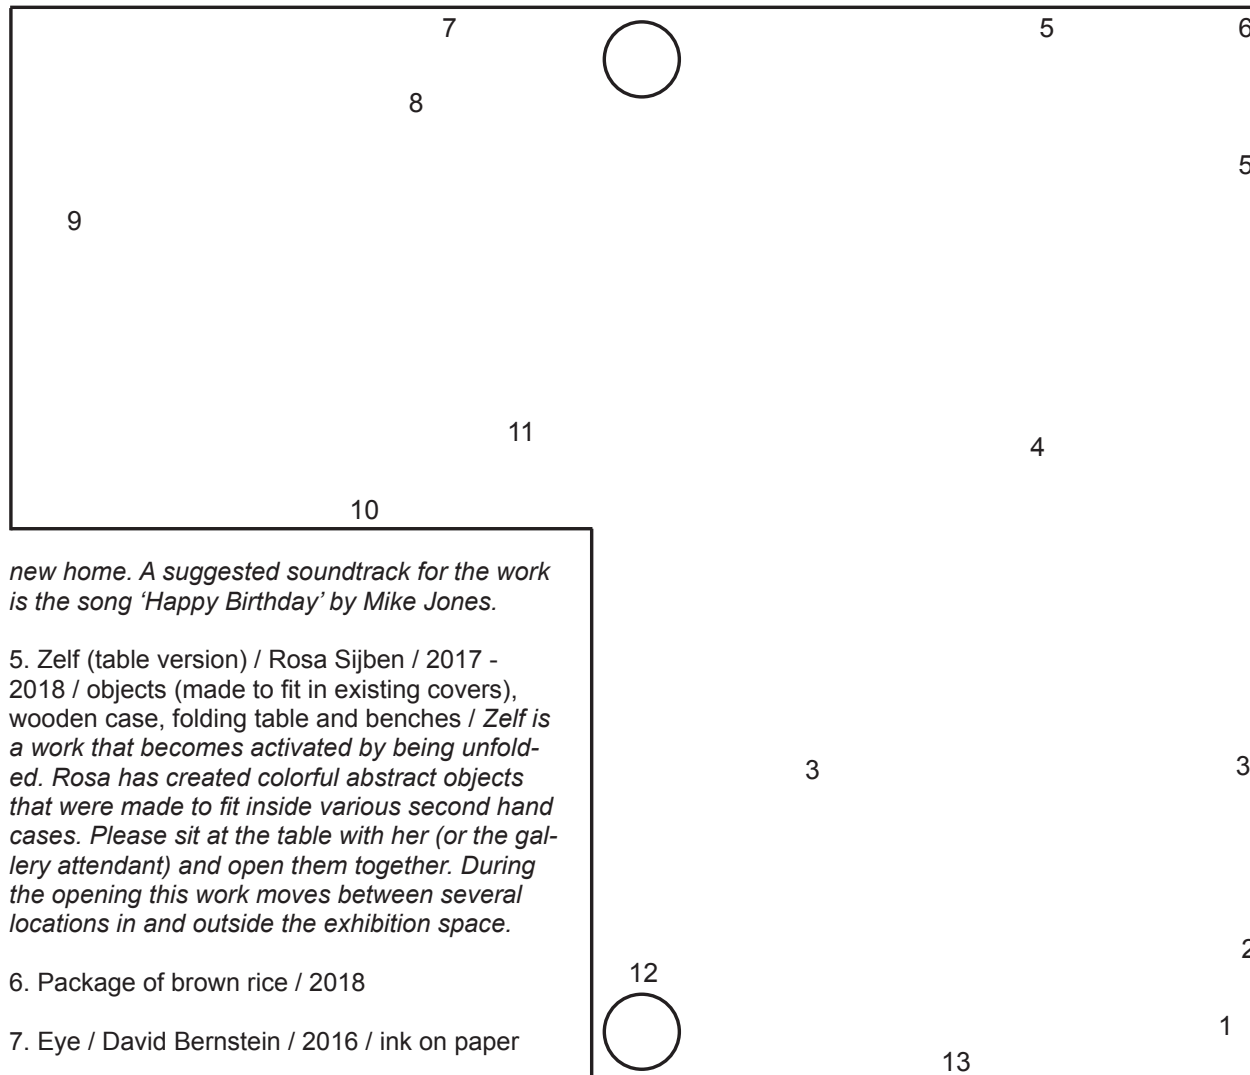 7
5
6
8
5
9
11
4
10
new home. A suggested soundtrack for the work
is the song ‘Happy Birthday’ by Mike Jones.
5. Zelf (table version) / Rosa Sijben / 2017 -
2018 / objects (made to fit in existing covers),
wooden case, folding table and benches / Zelf is
a work that becomes activated by being unfold-
ed. Rosa has created colorful abstract objects
that were made to fit inside various second hand
cases. Please sit at the table with her (or the gal-
lery attendant) and open them together. During
the opening this work moves between several
locations in and outside the exhibition space.
6. Package of brown rice / 2018
7. Eye / David Bernstein / 2016 / ink on paper
3
3
2
12
1
13